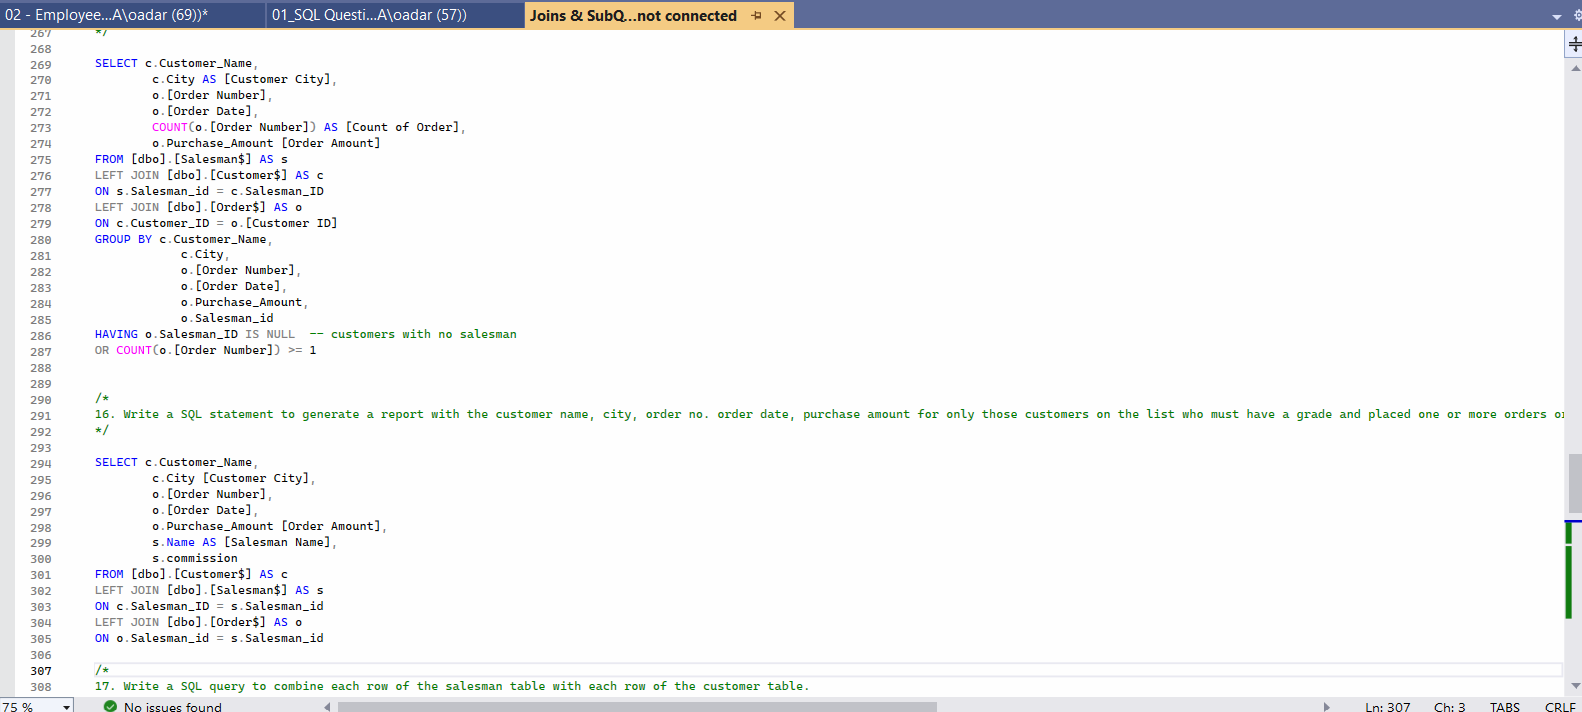 02 - Employee...A\oadar (69))* 01_SQL Questi...A\oadar (57)) Joins & SubQ...not connected
267 */
268
269 SELECT c.Customer_Name,
270 c.City AS [Customer City],
271 o.[Order Number],
272 o.[Order Date],
273 COUNT(o.[Order Number]) AS [Count of Order],
274 o.Purchase_Amount [Order Amount]
275 FROM [dbo].[Salesman$] AS s
276 LEFT JOIN [dbo].[Customer$] AS c
277 ON s.Salesman_id = c.Salesman_ID
278 LEFT JOIN [dbo].[Order$] AS o
279 ON c.Customer_ID = o.[Customer ID]
280 GROUP BY c.Customer_Name,
281 c.City,
282 o.[Order Number],
283 o.[Order Date],
284 o.Purchase_Amount,
285 o.Salesman_id
286 HAVING o.Salesman_ID IS NULL -- customers with no salesman
287 OR COUNT(o.[Order Number]) >= 1
288
289
290 /*
291 16. Write a SQL statement to generate a report with the customer name, city, order no. order date, purchase amount for only those customers on the list who must have a grade and placed one or more orders
292 */
293
294 SELECT c.Customer_Name,
295 c.City [Customer City],
296 o.[Order Number],
297 o.[Order Date],
298 o.Purchase_Amount [Order Amount],
299 s.Name AS [Salesman Name],
300 s.commission
301 FROM [dbo].[Customer$] AS c
302 LEFT JOIN [dbo].[Salesman$] AS s
303 ON c.Salesman_ID = s.Salesman_id
304 LEFT JOIN [dbo].[Order$] AS o
305 ON o.Salesman_id = s.Salesman_id
306
307 /*
308 17. Write a SQL query to combine each row of the salesman table with each row of the customer table.
75 % No issues found Ln: 307 Ch: 3 TABS CRLF